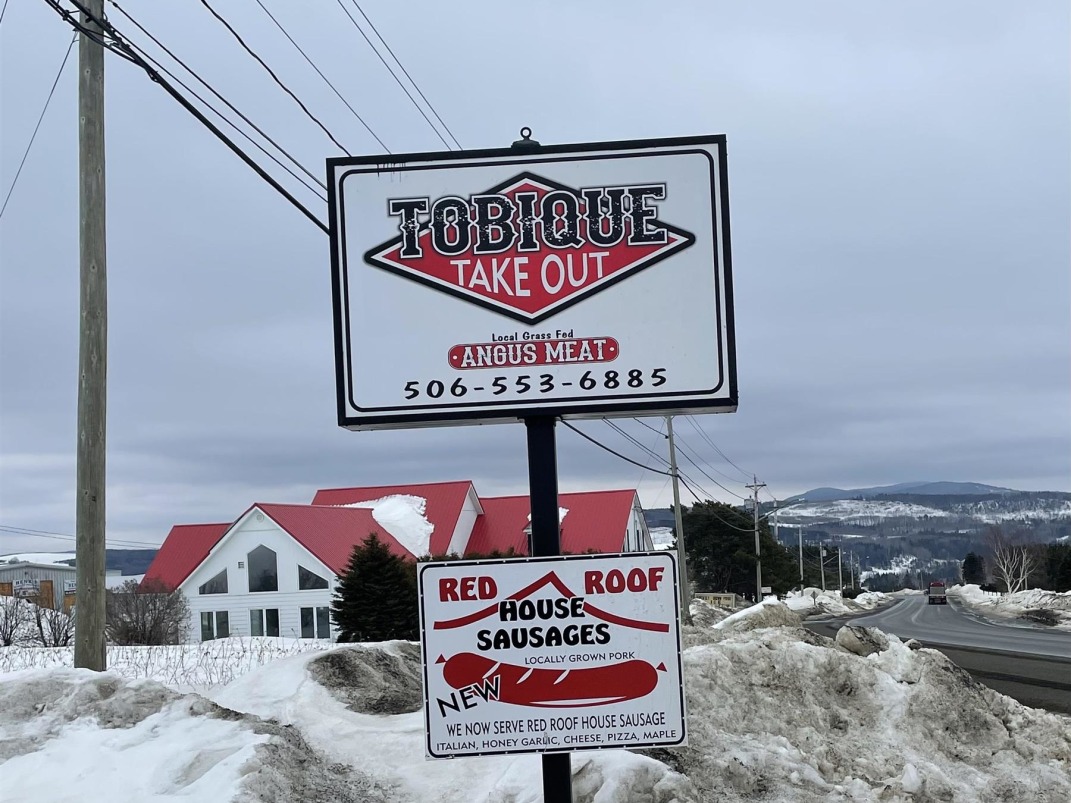 TOBIQUE
TAKE OUT
Local Grass Fed
ANGUS MEAT
506-553-6885
RED ROOF
HOUSE
SAUSAGES
LOCALLY GROWN PORK
NEW
WE NOW SERVE RED ROOF HOUSE SAUSAGE
ITALIAN, HONEY GARLIC, CHEESE, PIZZA, MAPLE